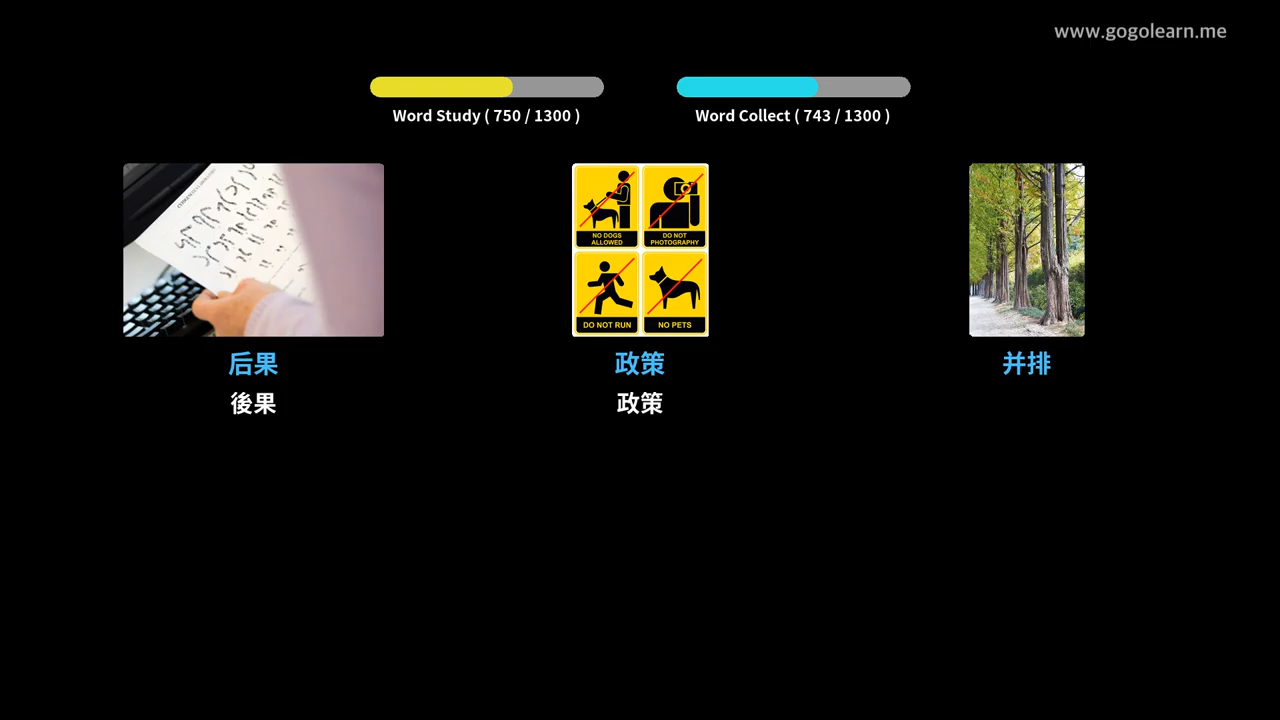 www.gogolearn.me
Word Study ( 750 / 1300 )
Word Collect ( 743 / 1300 )
NO DOGS
ALLOWED
DO NOT
PHOTOGRAPHY
DO NOT RUN
NO PETS
后果
政策
并排
後果
政策